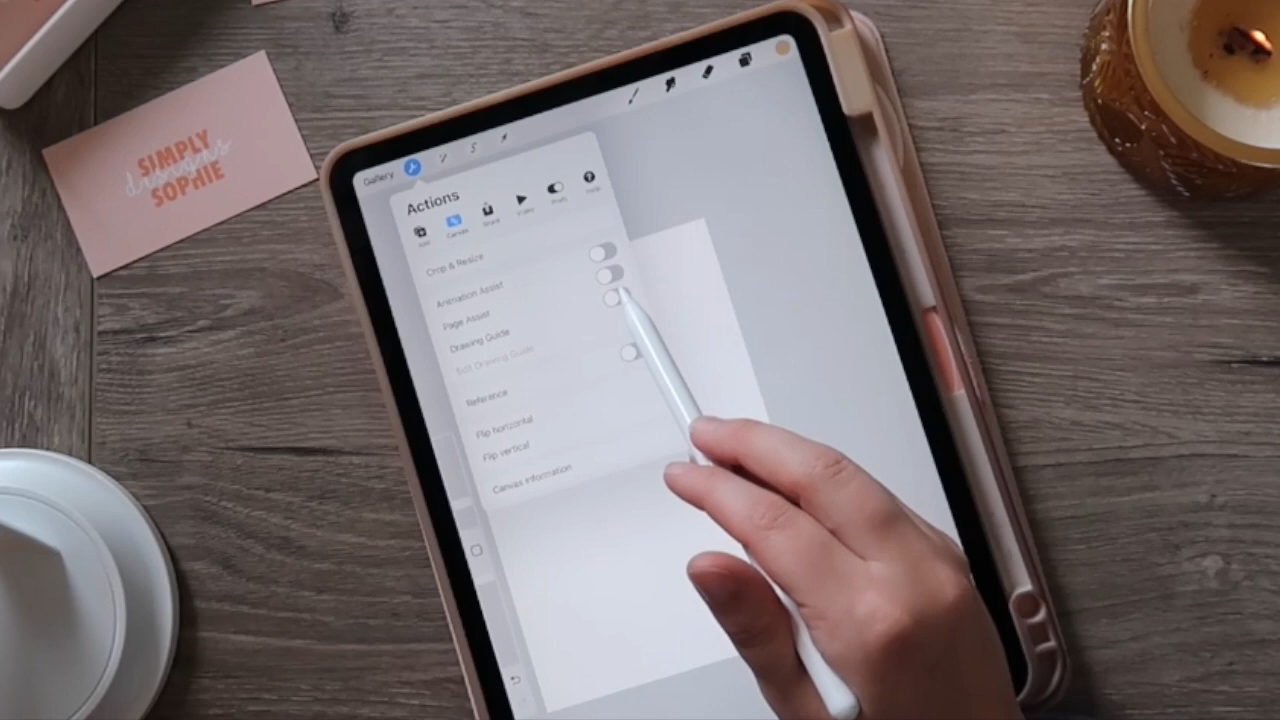 SIMPLY
designs
SOPHIE
Gallery
Actions
Add
Canvas
Share
Video
Prefs
Help
Crop & Resize
Animation Assist
Page Assist
Drawing Guide
Edit Drawing Guide
Reference
Flip horizontal
Flip vertical
Canvas information